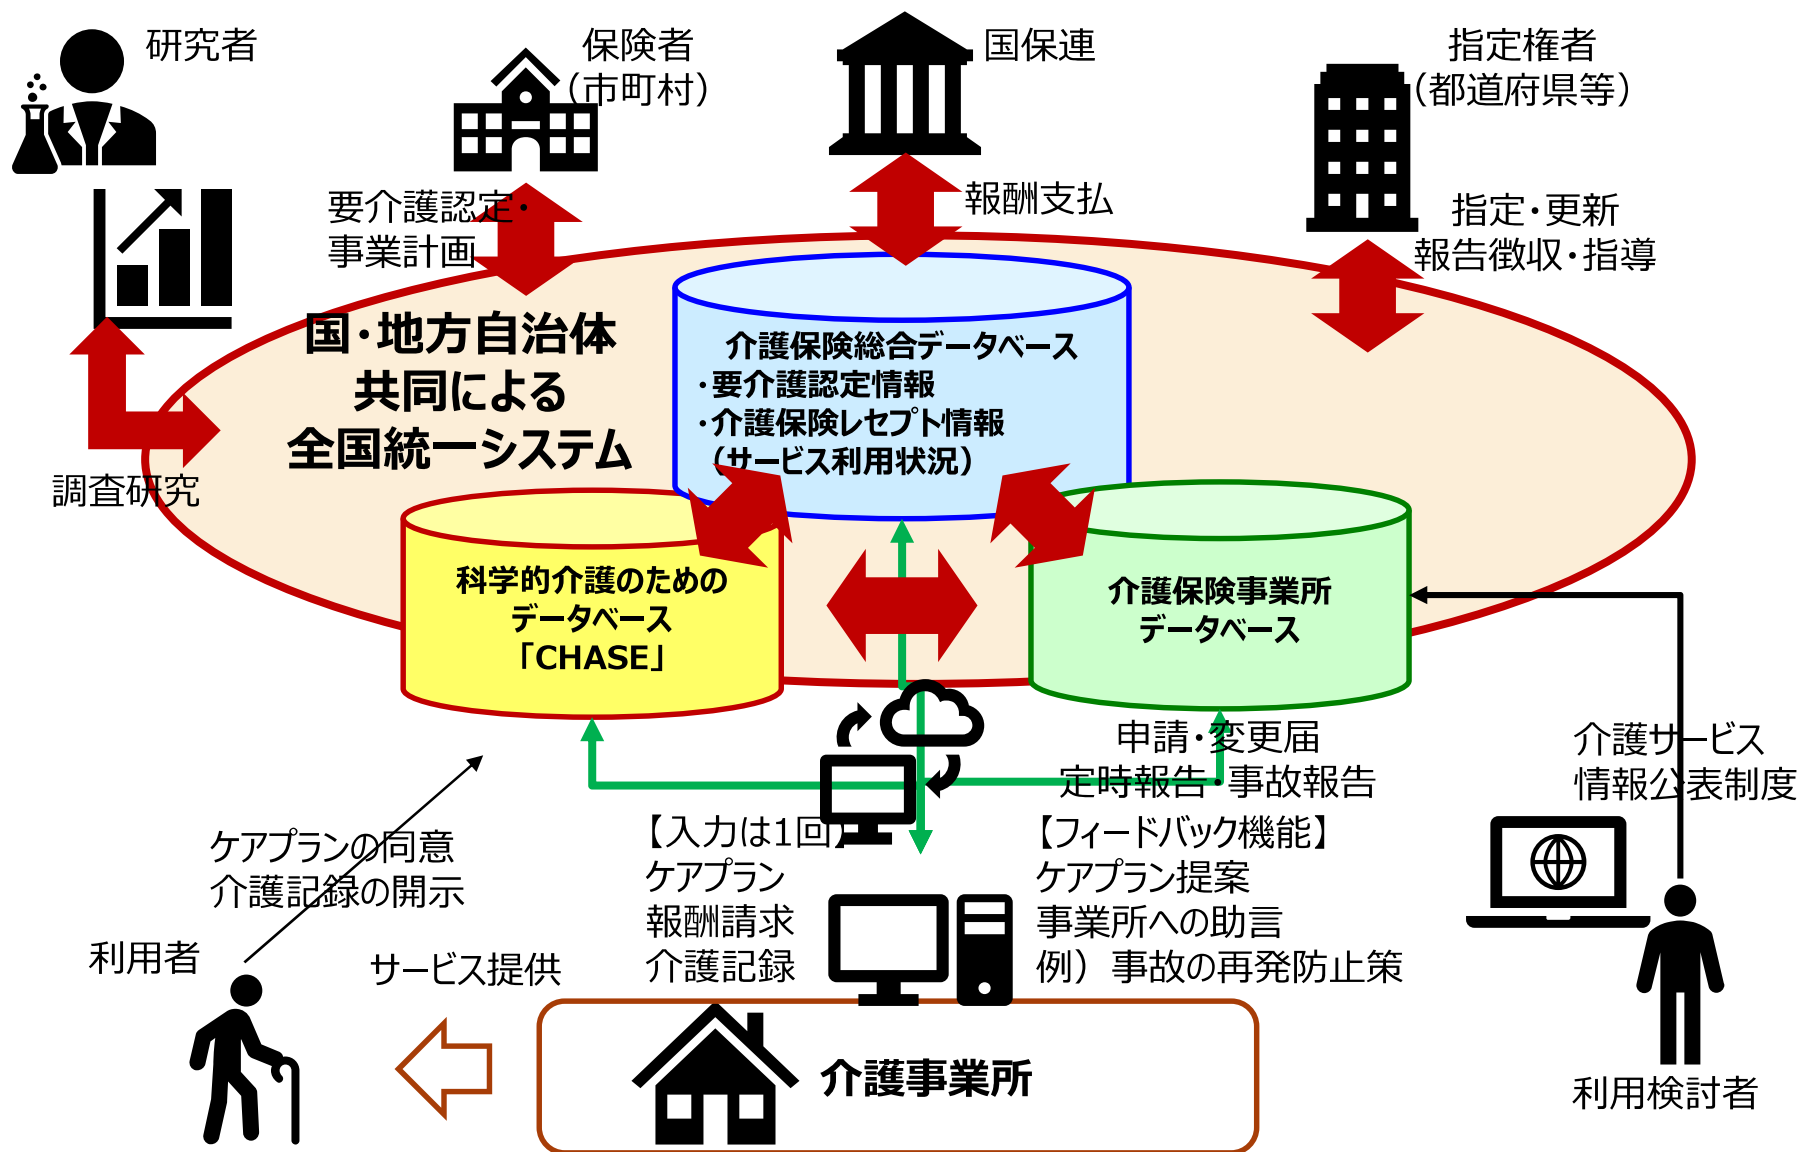 研究者
保険者
（市町村）
国保連
指定権者
（都道府県等）
要介護認定・
事業計画
報酬支払
指定・更新
報告徴収・指導
国・地方自治体
共同による
全国統一システム
介護保険総合データベース
・要介護認定情報
・介護保険レセプト情報
（サービス利用状況）
調査研究
科学的介護のための
データベース
「CHASE」
介護保険事業所
データベース
申請・変更届
定時報告・事故報告
介護サービス
情報公表制度
ケアプランの同意
介護記録の開示
【入力は1回】
ケアプラン
報酬請求
介護記録
【フィードバック機能】
ケアプラン提案
事業所への助言
例）事故の再発防止策
利用者
サービス提供
介護事業所
利用検討者